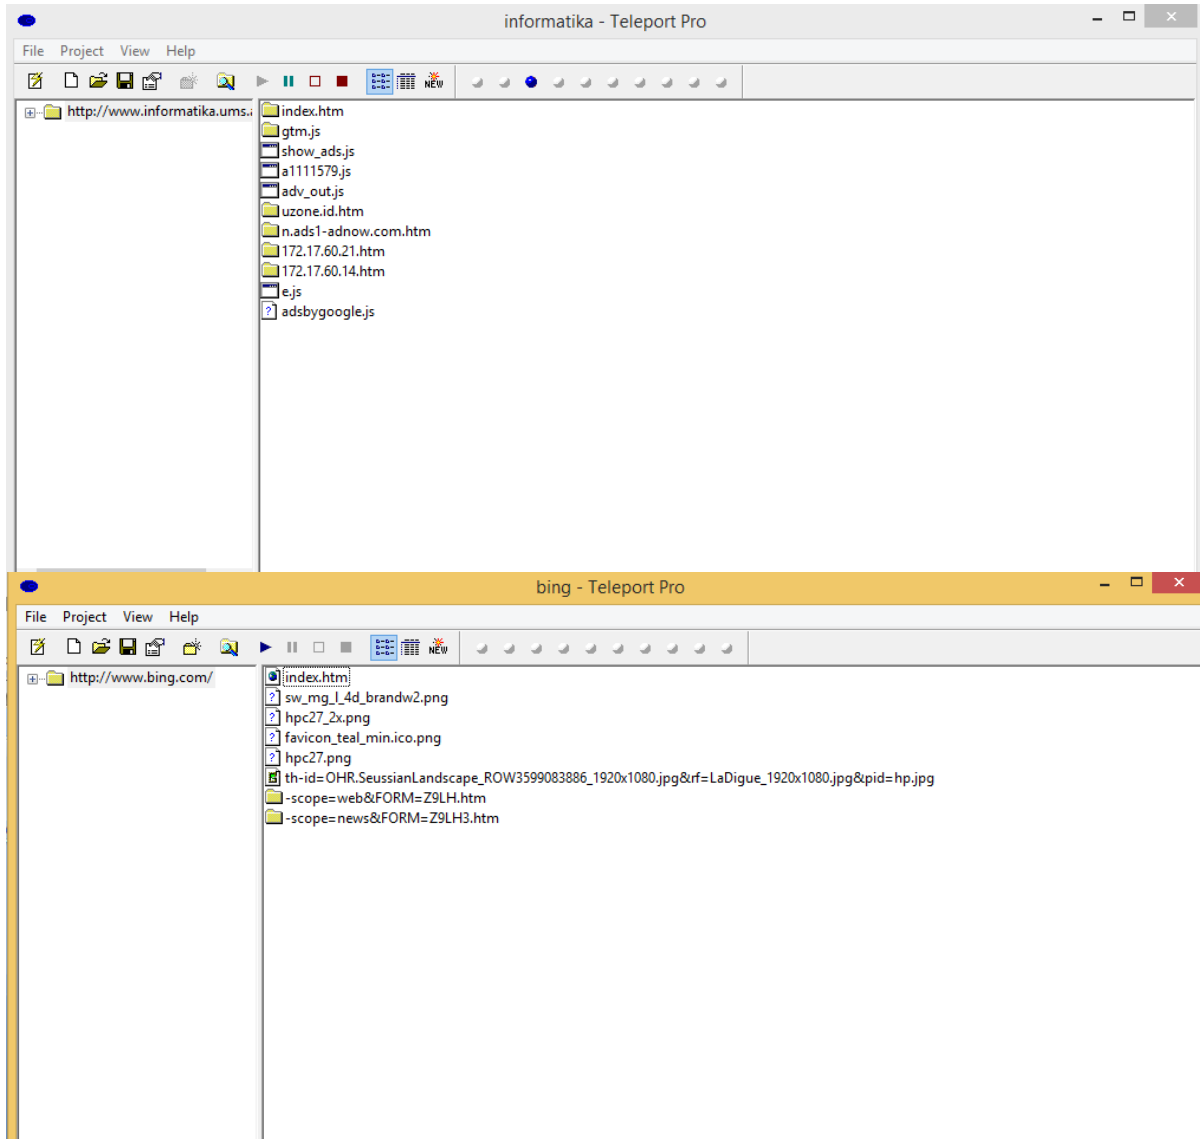 informatika - Teleport Pro
File Project View Help
NEW
http://www.informatika.ums.
index.htm
gtm.js
show_ads.js
a1111579.js
adv_out.js
uzone.id.htm
n.ads1-adnow.com.htm
172.17.60.21.htm
172.17.60.14.htm
e.js
adsbygoogle.js
bing - Teleport Pro
File Project View Help
NEW
http://www.bing.com/
index.htm
sw_mg_l_4d_brandw2.png
hpc27_2x.png
favicon_teal_min.ico.png
hpc27.png
th-id=OHR.SeussianLandscape_ROW3599083886_1920x1080.jpg&rf=LaDigue_1920x1080.jpg&pid=hp.jpg
-scope=web&FORM=Z9LH.htm
-scope=news&FORM=Z9LH3.htm